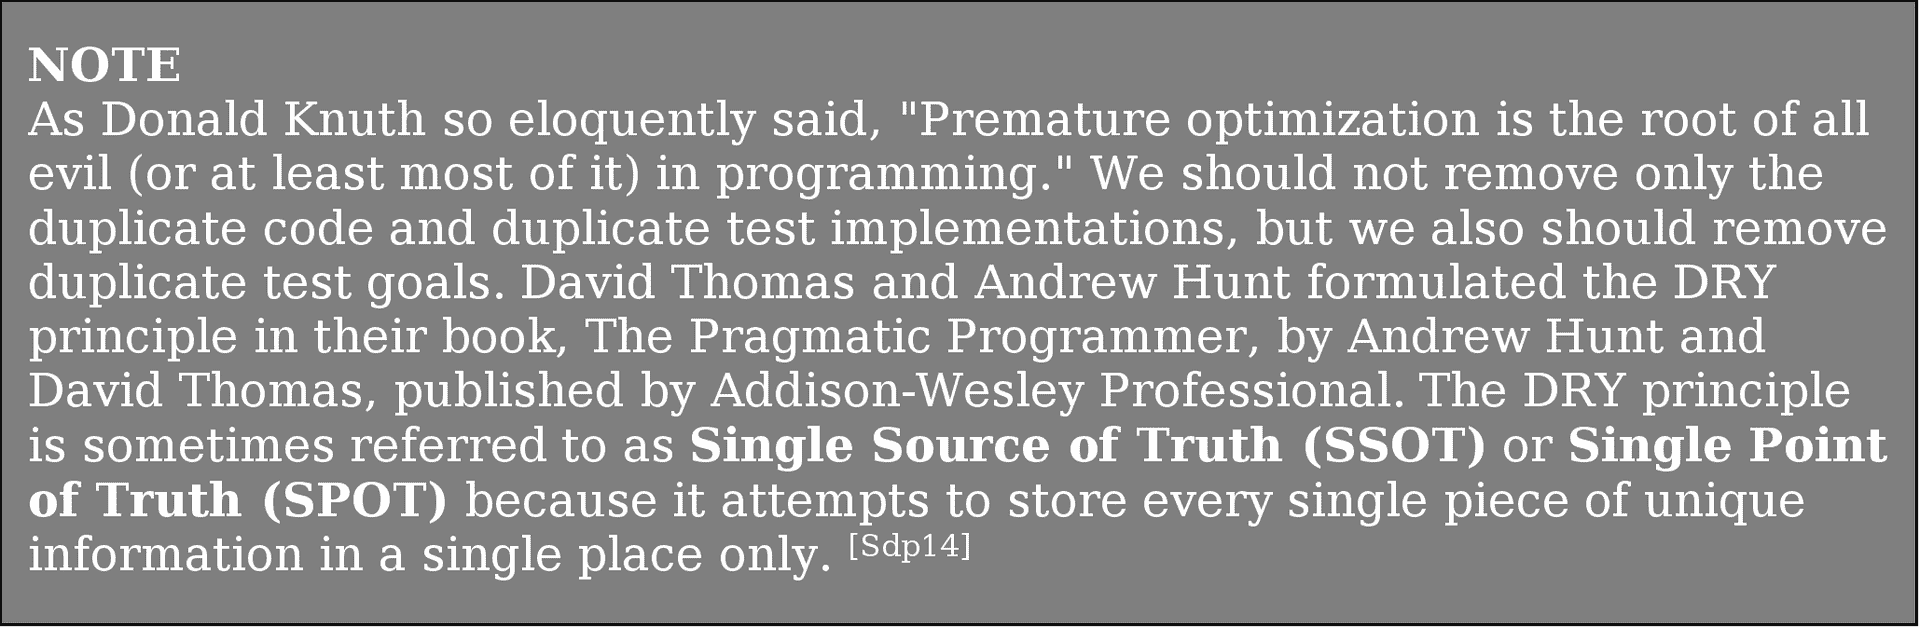 NOTE
As Donald Knuth so eloquently said, "Premature optimization is the root of all
evil (or at least most of it) in programming." We should not remove only the
duplicate code and duplicate test implementations, but we also should remove
duplicate test goals. David Thomas and Andrew Hunt formulated the DRY
principle in their book, The Pragmatic Programmer, by Andrew Hunt and
David Thomas, published by Addison-Wesley Professional. The DRY principle
is sometimes referred to as Single Source of Truth (SSOT) or Single Point
of Truth (SPOT) because it attempts to store every single piece of unique
information in a single place only. [Sdp14]